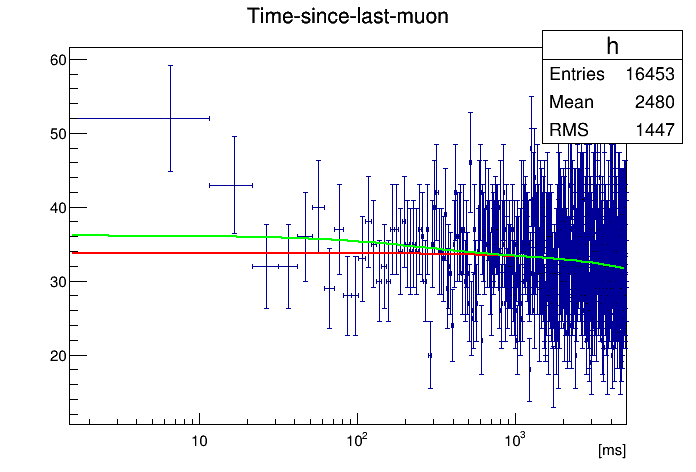 Time-since-last-muon
h
Entries 16453
Mean 2480
RMS 1447
60
50
40
30
20
10 10² 10³
[ms]